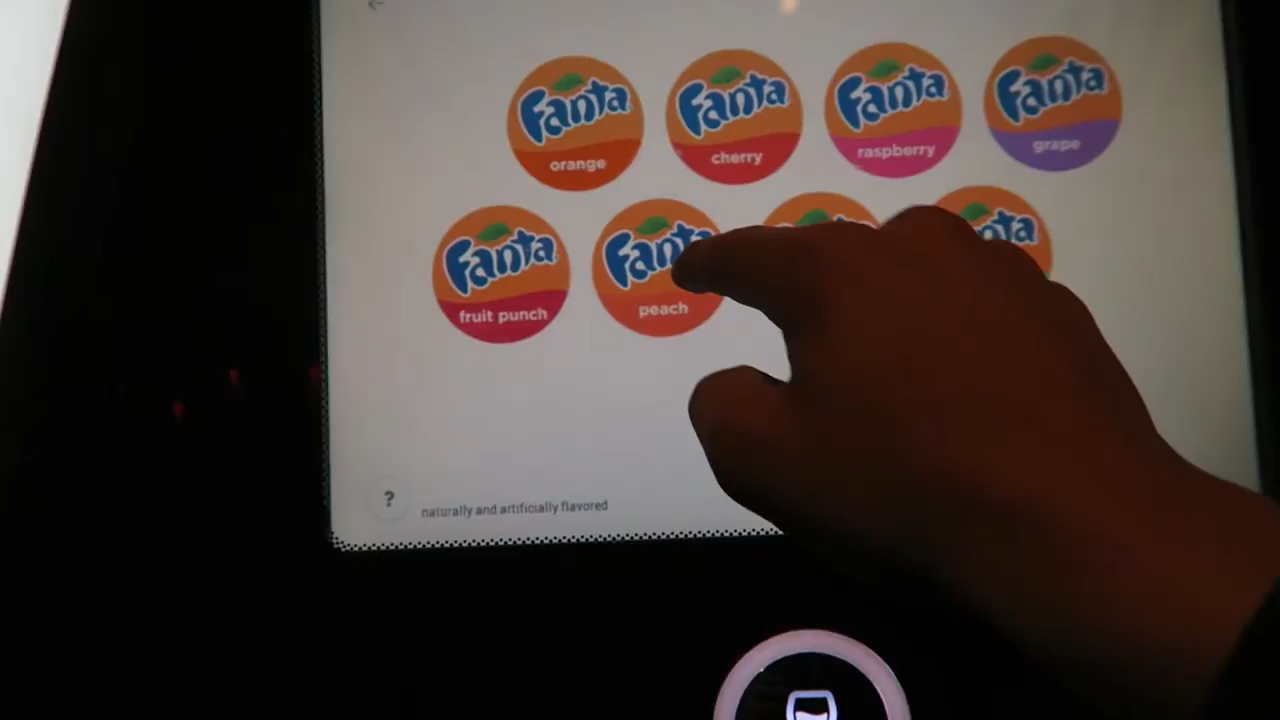 Fanta
orange
Fanta
cherry
Fanta
raspberry
Fanta
grape
Fanta
fruit punch
Fanta
peach
?
naturally and artificially flavored